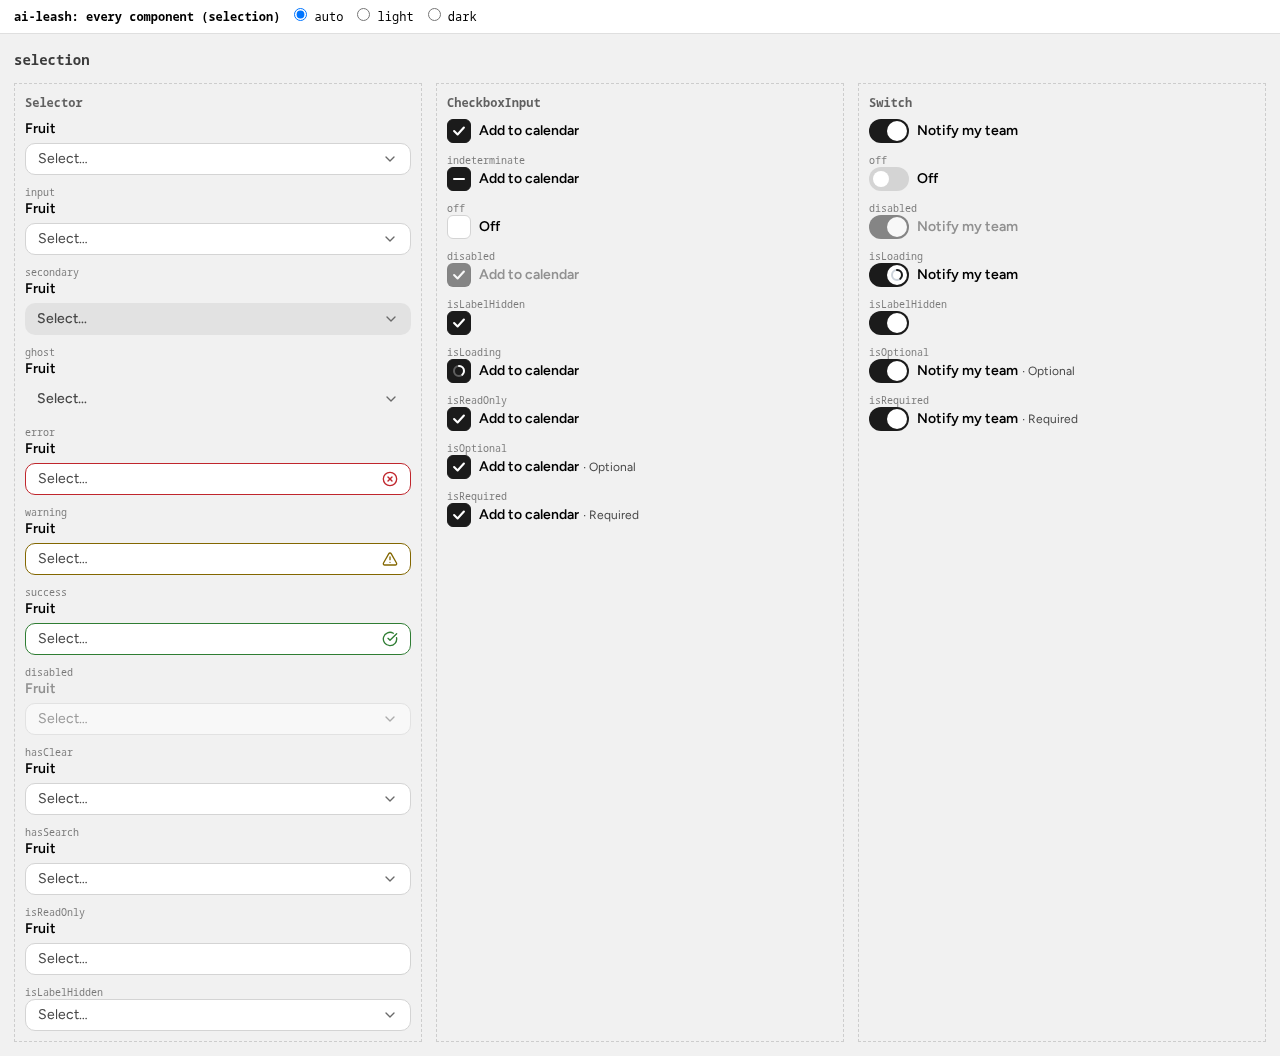 ai-leash: every component (selection) auto light dark
selection
Selector
Fruit
Select…
input
Fruit
Select…
secondary
Fruit
Select…
ghost
Fruit
Select…
error
Fruit
Select…
warning
Fruit
Select…
success
Fruit
Select…
disabled
Fruit
Select…
hasClear
Fruit
Select…
hasSearch
Fruit
Select…
isReadOnly
Fruit
Select…
isLabelHidden
Select…
CheckboxInput
Add to calendar
indeterminate
Add to calendar
off
Off
disabled
Add to calendar
isLabelHidden
isLoading
Add to calendar
isReadOnly
Add to calendar
isOptional
Add to calendar · Optional
isRequired
Add to calendar · Required
Switch
Notify my team
off
Off
disabled
Notify my team
isLoading
Notify my team
isLabelHidden
isOptional
Notify my team · Optional
isRequired
Notify my team · Required